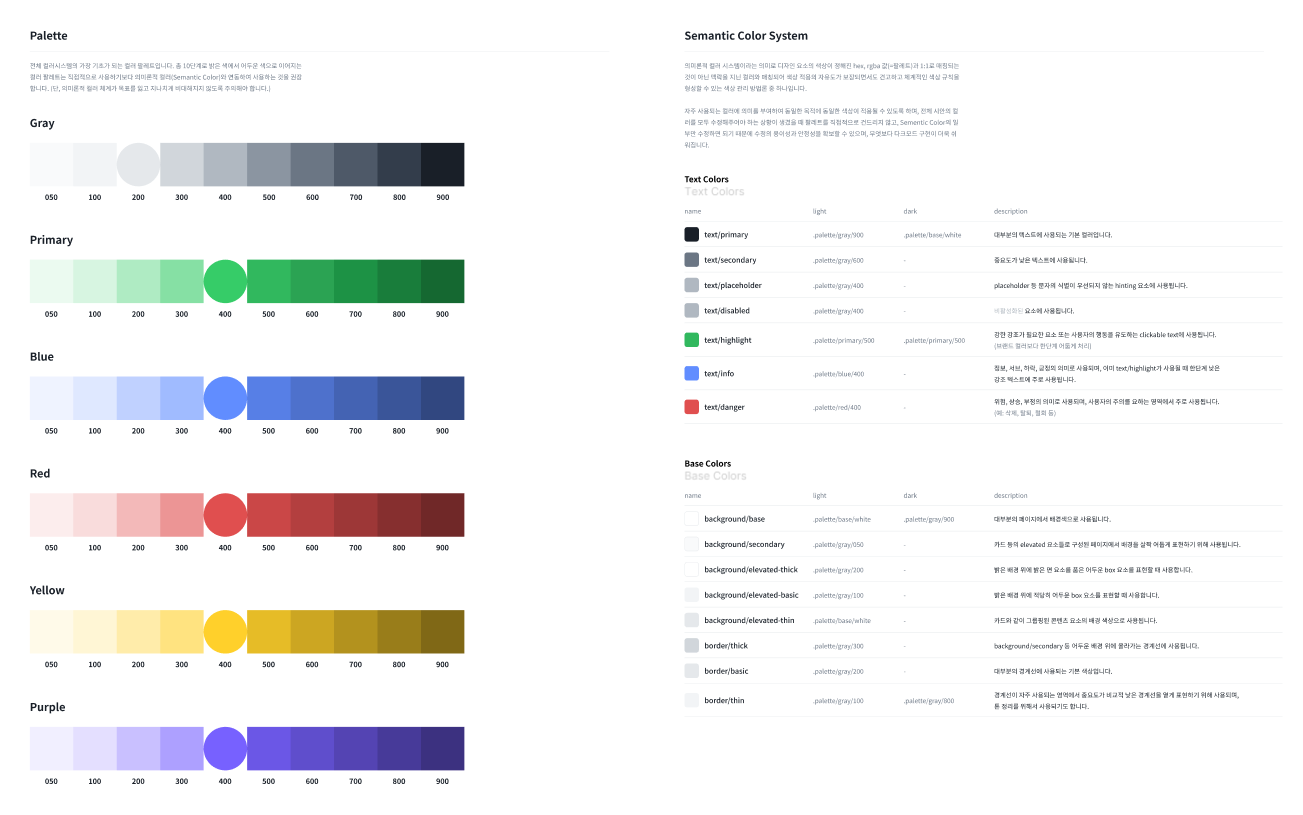 Palette
전체 컬러시스템의 가장 기초가 되는 컬러 팔레트입니다. 총 10단계로 밝은 색에서 어두운 색으로 이어지는
컬러 팔레트는 직접적으로 사용하기보다 의미론적 컬러(Semantic Color)와 연동하여 사용하는 것을 권장
합니다. (단, 의미론적 컬러 체계가 목표를 잃고 지나치게 비대해지지 않도록 주의해야 합니다.)
Gray
050 100 200 300 400 500 600 700 800 900
Primary
050 100 200 300 400 500 600 700 800 900
Blue
050 100 200 300 400 500 600 700 800 900
Red
050 100 200 300 400 500 600 700 800 900
Yellow
050 100 200 300 400 500 600 700 800 900
Purple
050 100 200 300 400 500 600 700 800 900
Semantic Color System
의미론적 컬러 시스템이라는 의미로 디자인 요소의 색상이 정해진 hex, rgba 값(=팔레트)과 1:1로 매핑되는
것이 아닌 맥락을 지닌 컬러와 매칭되어 색상 적용의 자유도가 보장되면서도 견고하고 체계적인 색상 규칙을
형성할 수 있는 색상 관리 방법론 중 하나입니다.
자주 사용되는 컬러에 의미를 부여하여 동일한 목적에 동일한 색상이 적용될 수 있도록 하며, 전체 시안의 컬
러를 모두 수정해주어야 하는 상황이 생겼을 때 팔레트를 직접적으로 건드리지 않고, Sementic Color의 일
부만 수정하면 되기 때문에 수정의 용이성과 안정성을 확보할 수 있으며, 무엇보다 다크모드 구현이 더욱 쉬
워집니다.
Text Colors
Text Colors
name light dark description
text/primary .palette/gray/900 .palette/base/white 대부분의 텍스트에 사용되는 기본 컬러입니다.
text/secondary .palette/gray/600 - 중요도가 낮은 텍스트에 사용됩니다.
text/placeholder .palette/gray/400 - placeholder 등 문자의 식별이 우선되지 않는 hinting 요소에 사용됩니다.
text/disabled .palette/gray/400 - 비활성화된 요소에 사용됩니다.
text/highlight .palette/primary/500 .palette/primary/500 강한 강조가 필요한 요소 또는 사용자의 행동을 유도하는 clickable text에 사용됩니다.
(브랜드 컬러보다 한단계 어둡게 처리)
text/info .palette/blue/400 - 정보, 서브, 허락, 긍정의 의미로 사용되며, 이미 text/highlight가 사용될 때 한단계 낮은
강조 텍스트에 주로 사용됩니다.
text/danger .palette/red/400 - 위험, 상승, 부정의 의미로 사용되며, 사용자의 주의를 요하는 영역에서 주로 사용됩니다.
(예: 삭제, 탈퇴, 철회 등)
Base Colors
Base Colors
name light dark description
background/base .palette/base/white .palette/gray/900 대부분의 페이지에서 배경색으로 사용됩니다.
background/secondary .palette/gray/050 - 카드 등의 elevated 요소들로 구성된 페이지에서 배경을 살짝 어둡게 표현하기 위해 사용됩니다.
background/elevated-thick .palette/gray/200 - 밝은 배경 위에 밝은 면 요소를 품은 어두운 box 요소를 표현할 때 사용합니다.
background/elevated-basic .palette/gray/100 - 밝은 배경 위에 적당히 어두운 box 요소를 표현할 때 사용합니다.
background/elevated-thin .palette/base/white - 카드와 같이 그룹핑된 콘텐츠 요소의 배경 색상으로 사용됩니다.
border/thick .palette/gray/300 - background/secondary 등 어두운 배경 위에 올라가는 경계선에 사용됩니다.
border/basic .palette/gray/200 - 대부분의 경계선에 사용되는 기본 색상입니다.
border/thin .palette/gray/100 .palette/gray/800 경계선이 자주 사용되는 영역에서 중요도가 비교적 낮은 경계선을 옅게 표현하기 위해 사용되며,
톤 정리를 위해서 사용되기도 합니다.